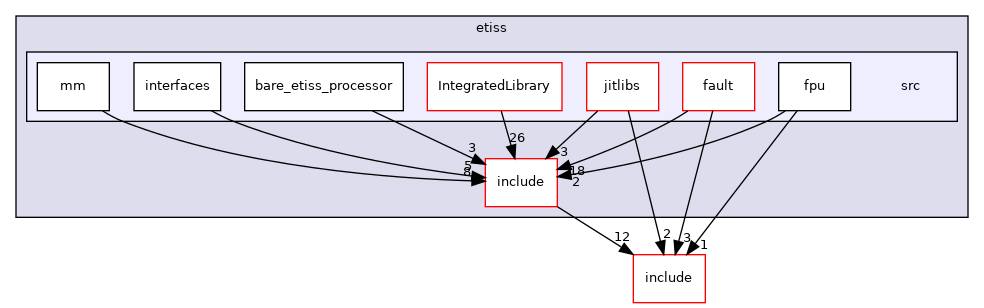 etiss
mm
interfaces
bare_etiss_processor
IntegratedLibrary
jitlibs
fault
fpu
src
26
3
3
5
8
18
2
include
12
2
3
1
include